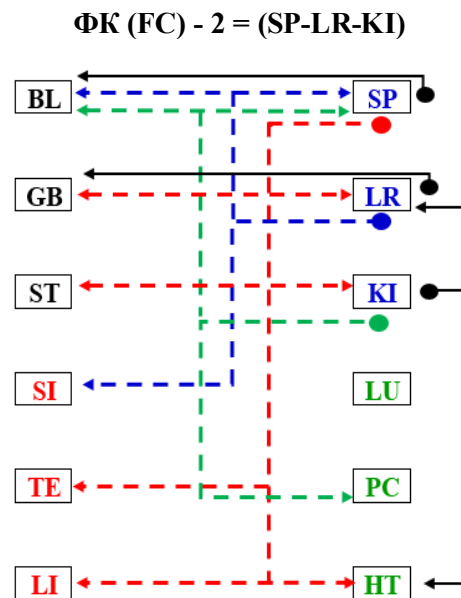 ФК (FC) - 2 = (SP-LR-KI)
BL SP
GB LR
ST KI
SI LU
TE PC
LI HT